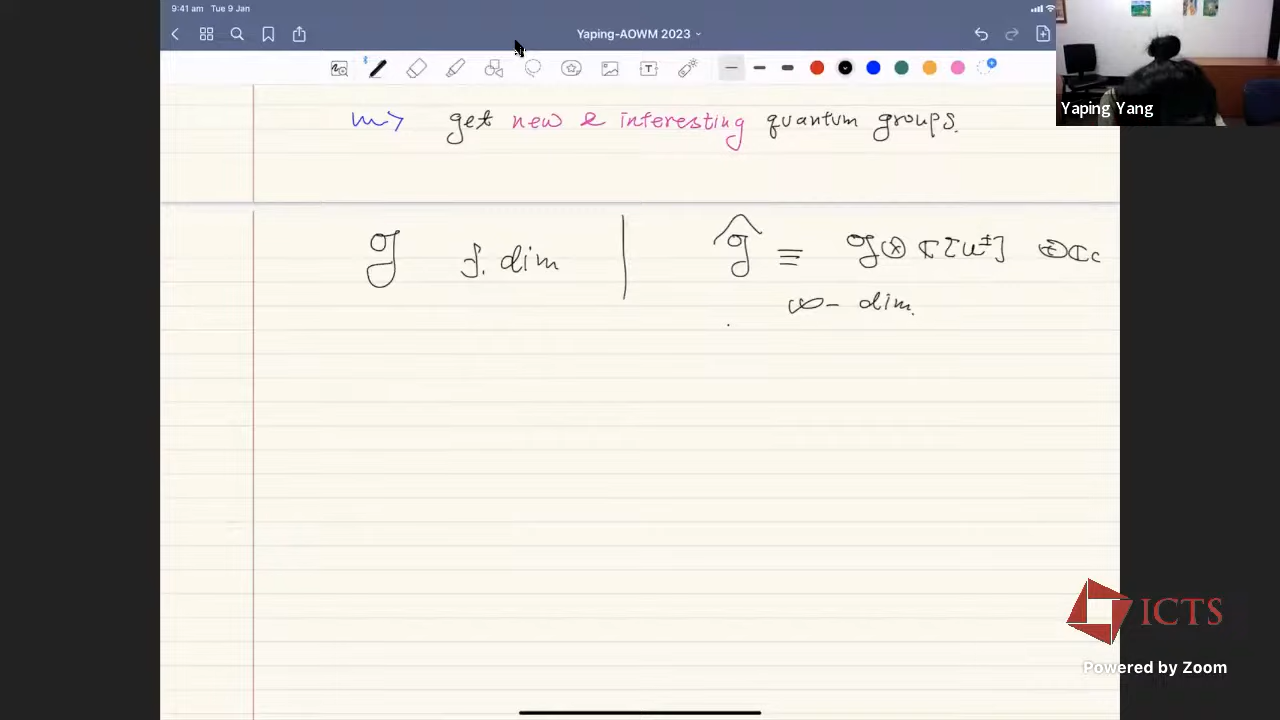 9:41 am Tue 9 Jan
Yaping-AOWM 2023
Yaping Yang
⇝ get new & interesting quantum groups.
g f. dim | ĝ ≡ g⊗ℂ[u^±] ⊕ℂc
∞- dim.
ICTS
Powered by Zoom